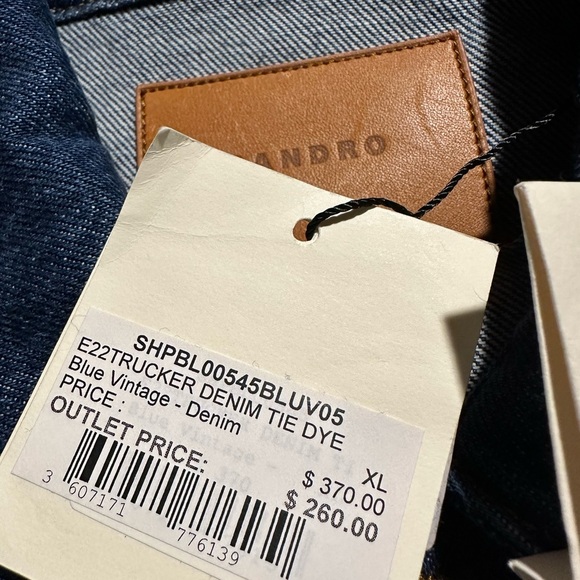 ANDRO
SHPBL00545BLUV05
E22TRUCKER DENIM TIE DYE
Blue Vintage - Denim XL
PRICE : $ 370.00
OUTLET PRICE: $ 260.00
3 607171 776139